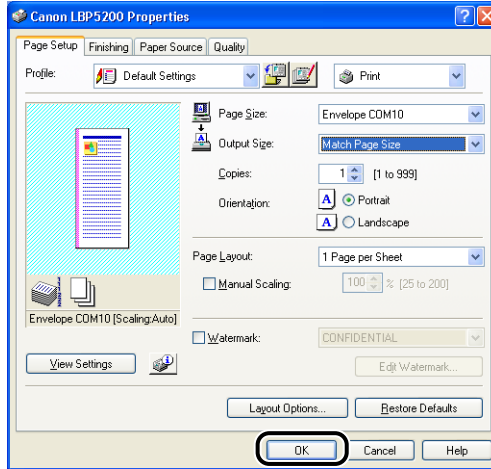 Canon LBP5200 Properties
Page Setup Finishing Paper Source Quality
Profile: Default Settings Print
Page Size: Envelope COM10
Output Size: Match Page Size
Copies: 1 [1 to 999]
Orientation: A Portrait
A Landscape
Page Layout: 1 Page per Sheet
Manual Scaling: 100 % [25 to 200]
Envelope COM10 [Scaling:Auto]
Watermark: CONFIDENTIAL
View Settings Edit Watermark...
Layout Options... Restore Defaults
OK Cancel Help